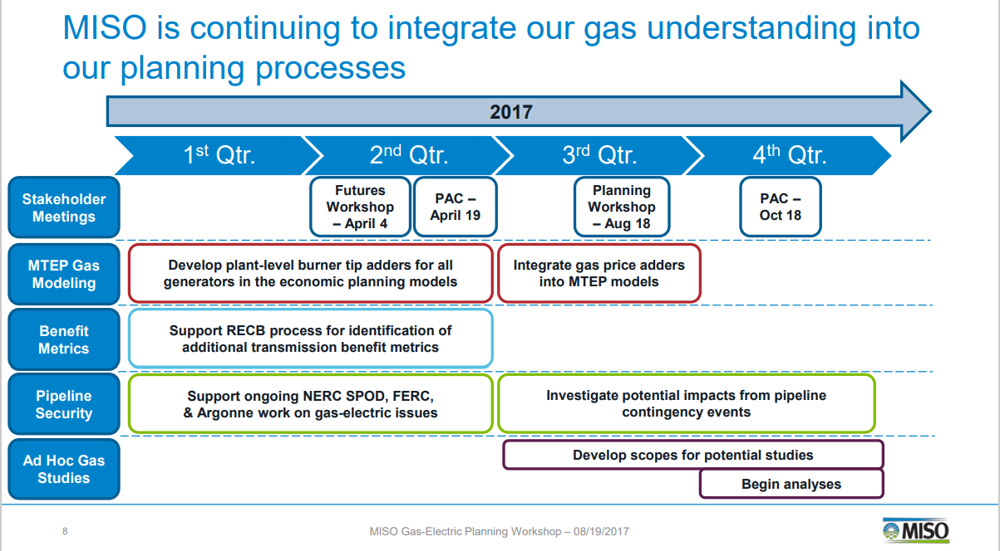 MISO is continuing to integrate our gas understanding into
our planning processes
2017
1st Qtr.
2nd Qtr.
3rd Qtr.
4th Qtr.
Stakeholder
Meetings
Futures
Workshop
– April 4
PAC –
April 19
Planning
Workshop
– Aug 18
PAC –
Oct 18
MTEP Gas
Modeling
Develop plant-level burner tip adders for all
generators in the economic planning models
Integrate gas price adders
into MTEP models
Benefit
Metrics
Support RECB process for identification of
additional transmission benefit metrics
Pipeline
Security
Support ongoing NERC SPOD, FERC,
& Argonne work on gas-electric issues
Investigate potential impacts from pipeline
contingency events
Ad Hoc Gas
Studies
Develop scopes for potential studies
Begin analyses
8
MISO Gas-Electric Planning Workshop – 08/19/2017
MISO